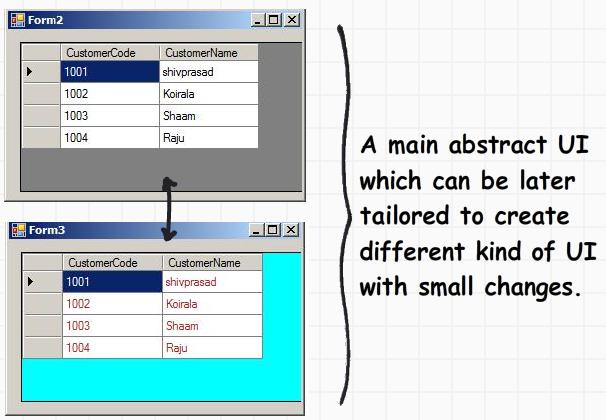 Form2
CustomerCode CustomerName
1001 shivprasad
1002 Koirala
1003 Shaam
1004 Raju
Form3
CustomerCode CustomerName
1001 shivprasad
1002 Koirala
1003 Shaam
1004 Raju
A main abstract UI
which can be later
tailored to create
different kind of UI
with small changes.